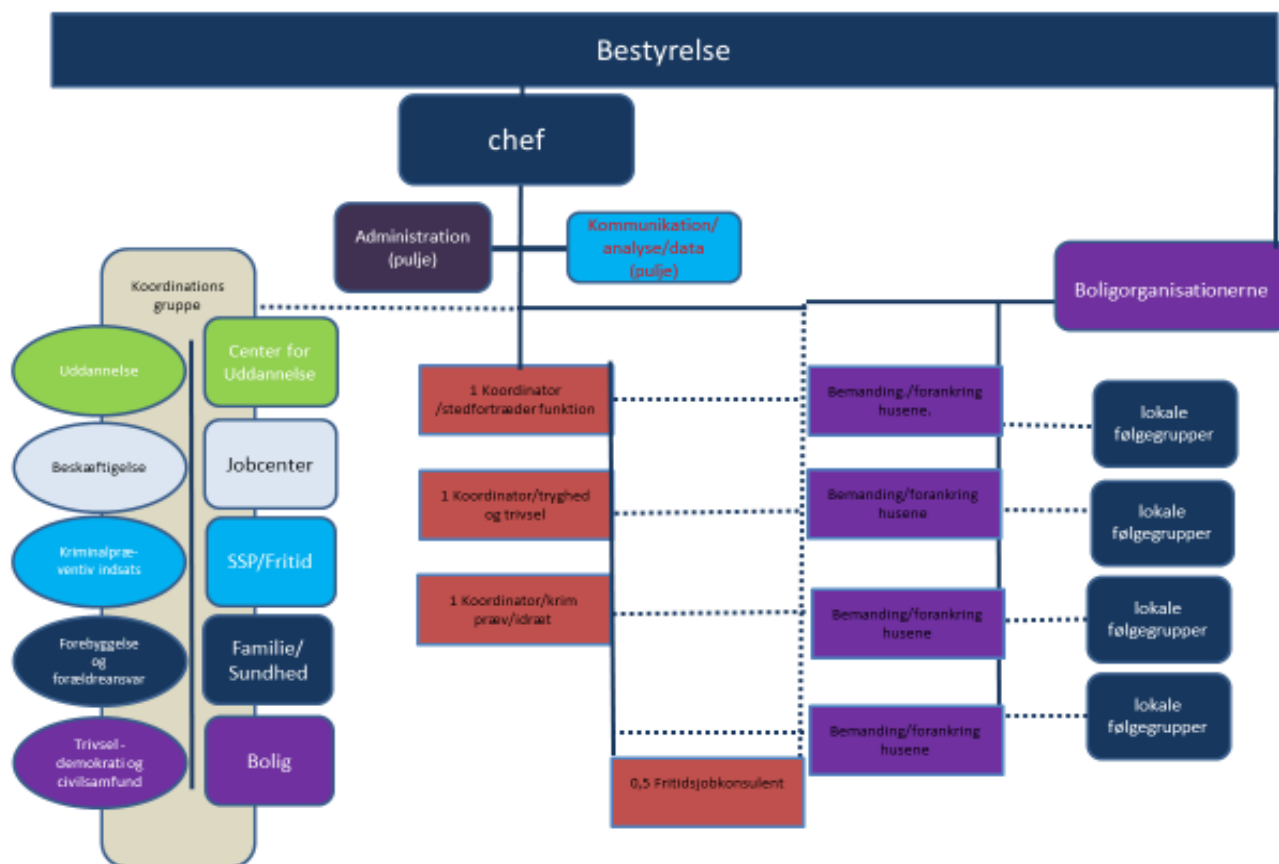 Bestyrelse
chef
Administration
(pulje)
Kommunikation/
analyse/data
(pulje)
Boligorganisationerne
Koordinations
gruppe
Uddannelse
Center for
Uddannelse
Beskæftigelse
Jobcenter
Kriminalpræ-
ventiv indsats
SSP/Fritid
Forebyggelse
og
forældreansvar
Familie/
Sundhed
Trivsel -
demokrati og
civilsamfund
Bolig
1 Koordinator
/stedfortræder funktion
1 Koordinator/tryghed
og trivsel
1 Koordinator/krim
præv/idræt
0,5 Fritidsjobkonsulent
Bemanding./forankring
husene.
Bemanding/forankring
husene
Bemanding/forankring
husene
Bemanding/forankring
husene
lokale
følgegrupper
lokale
følgegrupper
lokale
følgegrupper
lokale
følgegrupper